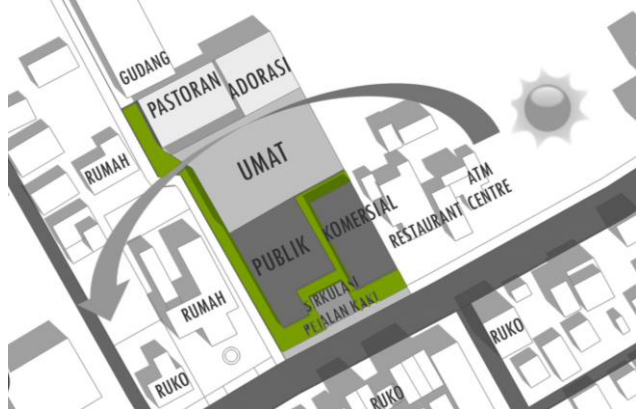 GUDANG
PASTORAN
ADORASI
RUMAH
UMAT
ATM
CENTRE
RESTAURANT
KOMERSIAL
PUBLIK
SIRKULASI
PEJALAN KAKI
RUMAH
RUKO
RUKO
RUKO